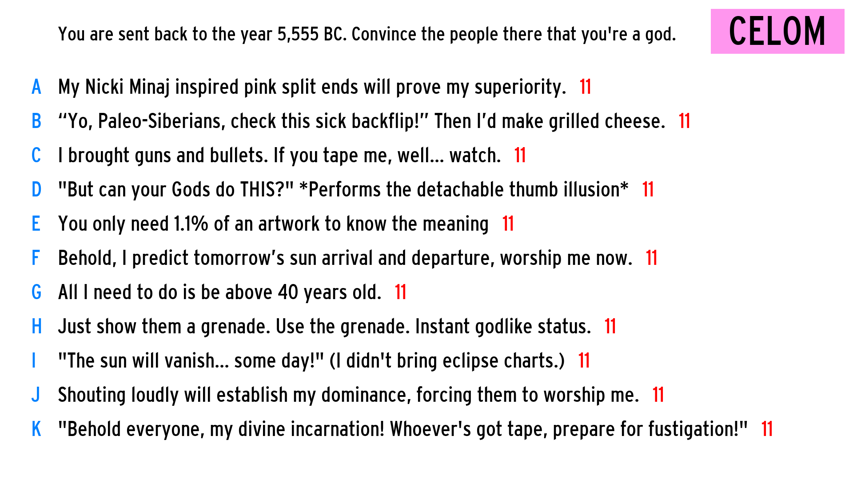 You are sent back to the year 5,555 BC. Convince the people there that you're a god.
CELOM
A My Nicki Minaj inspired pink split ends will prove my superiority. 11
B “Yo, Paleo-Siberians, check this sick backflip!” Then I’d make grilled cheese. 11
C I brought guns and bullets. If you tape me, well... watch. 11
D "But can your Gods do THIS?" *Performs the detachable thumb illusion* 11
E You only need 1.1% of an artwork to know the meaning 11
F Behold, I predict tomorrow’s sun arrival and departure, worship me now. 11
G All I need to do is be above 40 years old. 11
H Just show them a grenade. Use the grenade. Instant godlike status. 11
I "The sun will vanish... some day!" (I didn't bring eclipse charts.) 11
J Shouting loudly will establish my dominance, forcing them to worship me. 11
K "Behold everyone, my divine incarnation! Whoever's got tape, prepare for fustigation!" 11